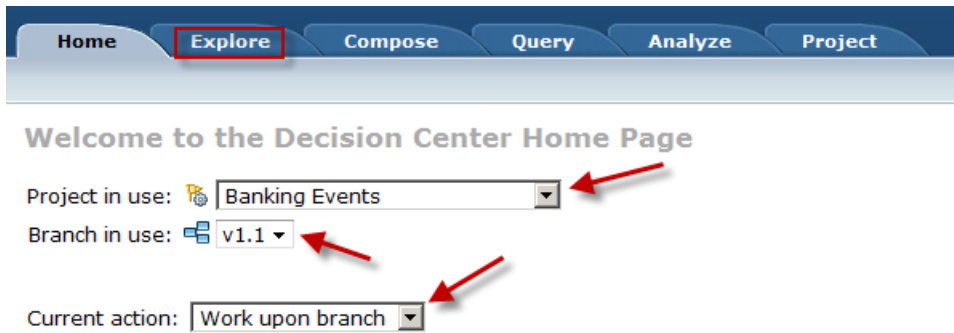 Home Explore Compose Query Analyze Project
Welcome to the Decision Center Home Page
Project in use: Banking Events
Branch in use: v1.1
Current action: Work upon branch